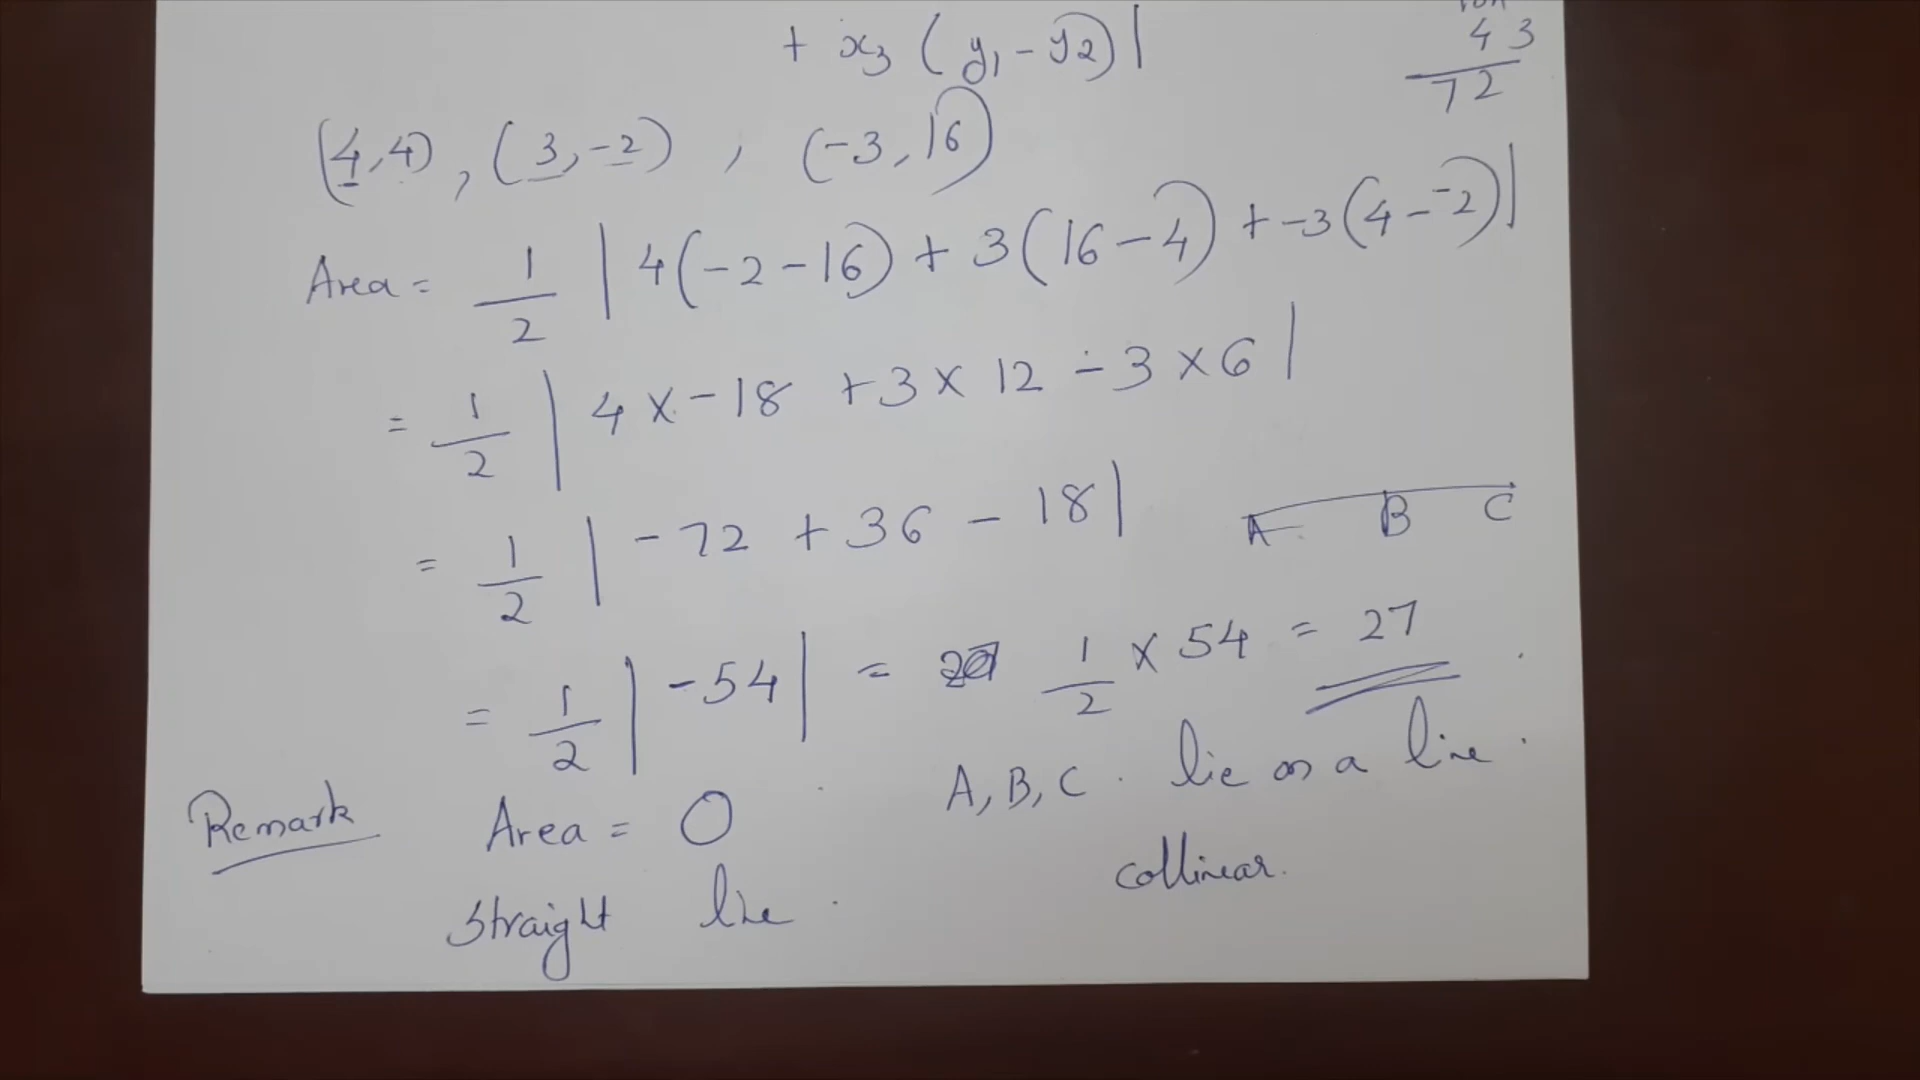 + x₃ (y₁ - y₂)|
4 3
72
(4,4), (3,-2), (-3,16)
Area = 1/2 | 4(-2-16) + 3(16-4) + -3(4--2)|
= 1/2 | 4 x -18 + 3 x 12 - 3 x 6 |
= 1/2 | -72 + 36 - 18 |
A B C
= 1/2 | -54 | = 1/2 x 54 = 27
Remark Area = 0 A, B, C. lie on a line.
straight line. collinear.